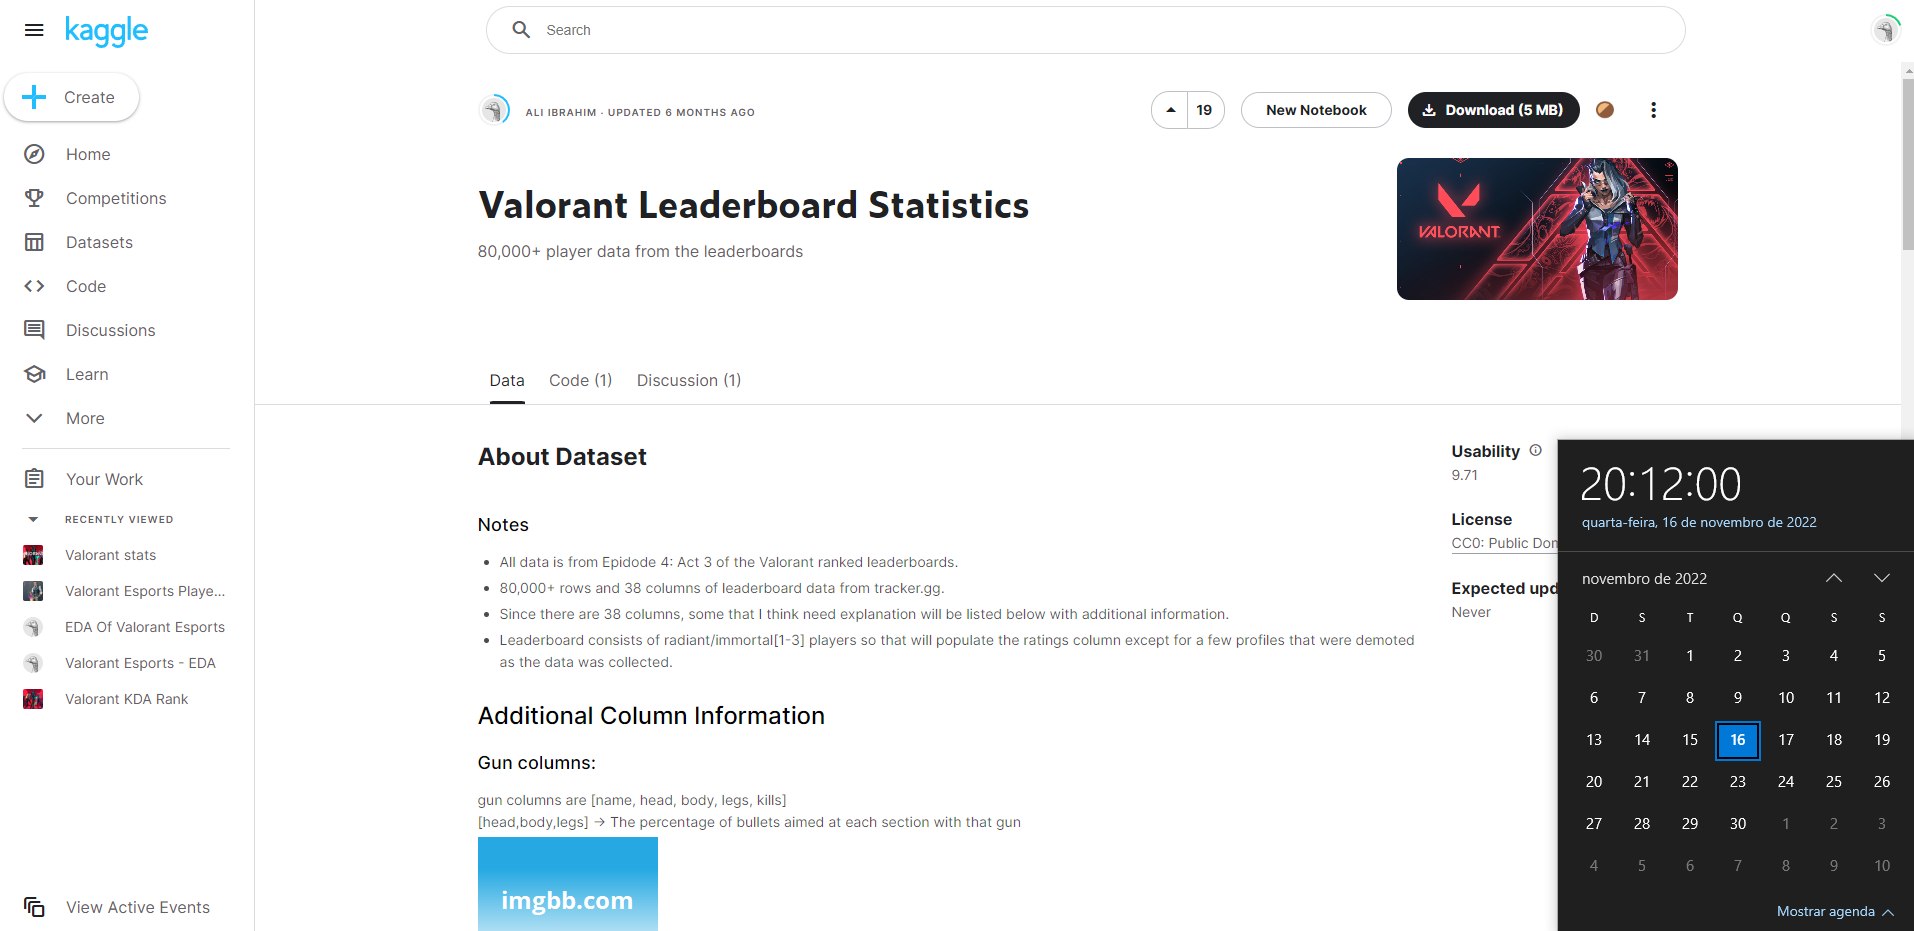 kaggle
Search
Create
Home
Competitions
Datasets
Code
Discussions
Learn
More
Your Work
RECENTLY VIEWED
Valorant stats
Valorant Esports Playe...
EDA Of Valorant Esports
Valorant Esports - EDA
Valorant KDA Rank
View Active Events
ALI IBRAHIM · UPDATED 6 MONTHS AGO
19
New Notebook
Download (5 MB)
Valorant Leaderboard Statistics
80,000+ player data from the leaderboards
VALORANT
Data Code (1) Discussion (1)
About Dataset
Notes
• All data is from Epidode 4: Act 3 of the Valorant ranked leaderboards.
• 80,000+ rows and 38 columns of leaderboard data from tracker.gg.
• Since there are 38 columns, some that I think need explanation will be listed below with additional information.
• Leaderboard consists of radiant/immortal[1-3] players so that will populate the ratings column except for a few profiles that were demoted
as the data was collected.
Additional Column Information
Gun columns:
gun columns are [name, head, body, legs, kills]
[head,body,legs] → The percentage of bullets aimed at each section with that gun
imgbb.com
Usability
9.71
License
CC0: Public Dom
Expected upd
Never
20:12:00
quarta-feira, 16 de novembro de 2022
novembro de 2022
D S T Q Q S S
30 31 1 2 3 4 5
6 7 8 9 10 11 12
13 14 15 16 17 18 19
20 21 22 23 24 25 26
27 28 29 30 1 2 3
4 5 6 7 8 9 10
Mostrar agenda